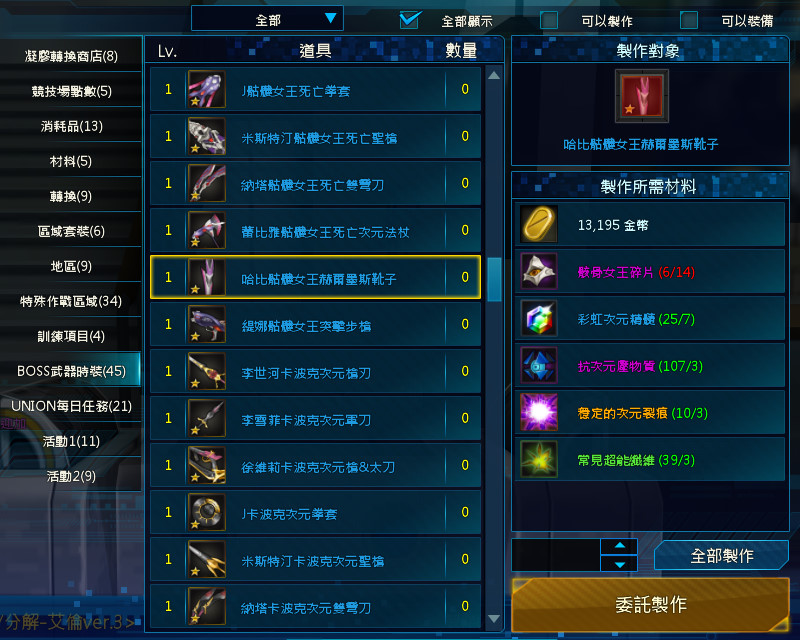 全部
全部顯示
可以製作
可以裝備
凝膠轉換商店(8)
競技場點數(5)
消耗品(13)
材料(5)
轉換(9)
區域套裝(6)
地區(9)
特殊作戰區域(34)
訓練項目(4)
BOSS武器時裝(45)
UNION每日任務(21)
活動1(11)
活動2(9)
/分解-艾倫ver.3>
Lv. 道具 數量
1 J骷髏女王死亡拳套 0
1 米斯特汀骷髏女王死亡聖槍 0
1 納塔骷髏女王死亡雙彎刀 0
1 蕾比雅骷髏女王死亡次元法杖 0
1 哈比骷髏女王赫爾墨斯靴子 0
1 緹娜骷髏女王突擊步槍 0
1 李世河卡波克次元槍刃 0
1 李雪菲卡波克次元軍刀 0
1 徐維莉卡波克次元槍&太刀 0
1 J卡波克次元拳套 0
1 米斯特汀卡波克次元聖槍 0
1 納塔卡波克次元雙彎刀 0
製作對象
哈比骷髏女王赫爾墨斯靴子
製作所需材料
13,195 金幣
骸骨女王碎片 (6/14)
彩虹次元精髓 (25/7)
抗次元塵物質 (107/3)
穩定的次元裂痕 (10/3)
常見超能纖維 (39/3)
全部製作
委託製作